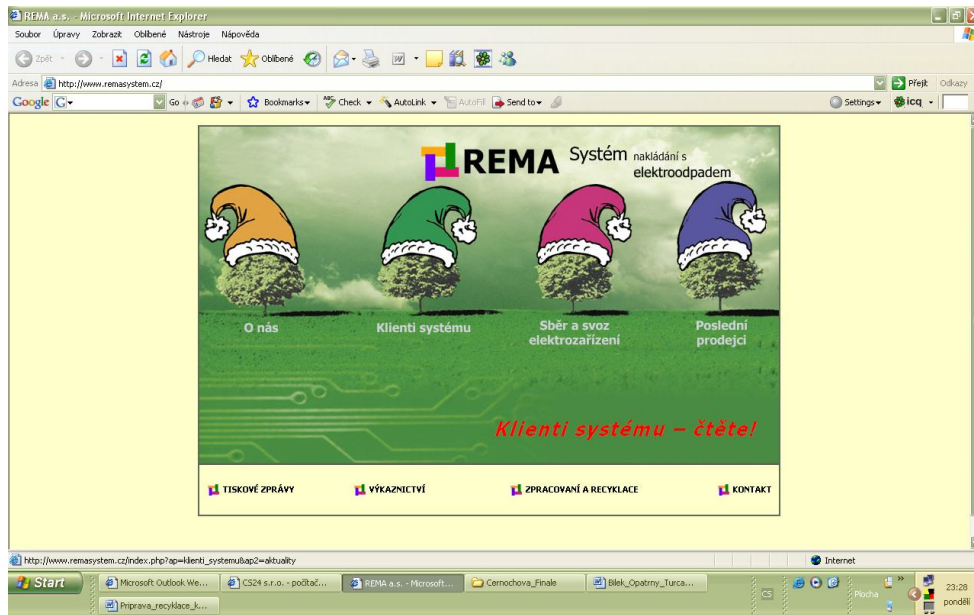 REMA a.s. - Microsoft Internet Explorer
Soubor Úpravy Zobrazit Oblíbené Nástroje Nápověda
Zpět Hledat Oblíbené
Adresa http://www.remasystem.cz/ Přejít Odkazy
Google G Go Bookmarks Check AutoLink AutoFill Send to Settings icq
REMA Systém nakládání s
elektroodpadem
O nás Klienti systému Sběr a svoz elektrozařízení Poslední prodejci
Klienti systému – čtěte!
TISKOVÉ ZPRÁVY VÝKAZNICTVÍ ZPRACOVANÍ A RECYKLACE KONTAKT
http://www.remasystem.cz/index.php?ap=klienti_systemu&ap2=aktuality Internet
Start Microsoft Outlook We... CS24 s.r.o. - počítač... REMA a.s. - Microsoft... Cernochova_Finale Bilek_Opatrny_Turca... CS Plocha 23:28
Priprava_recyklace_k... pondělí